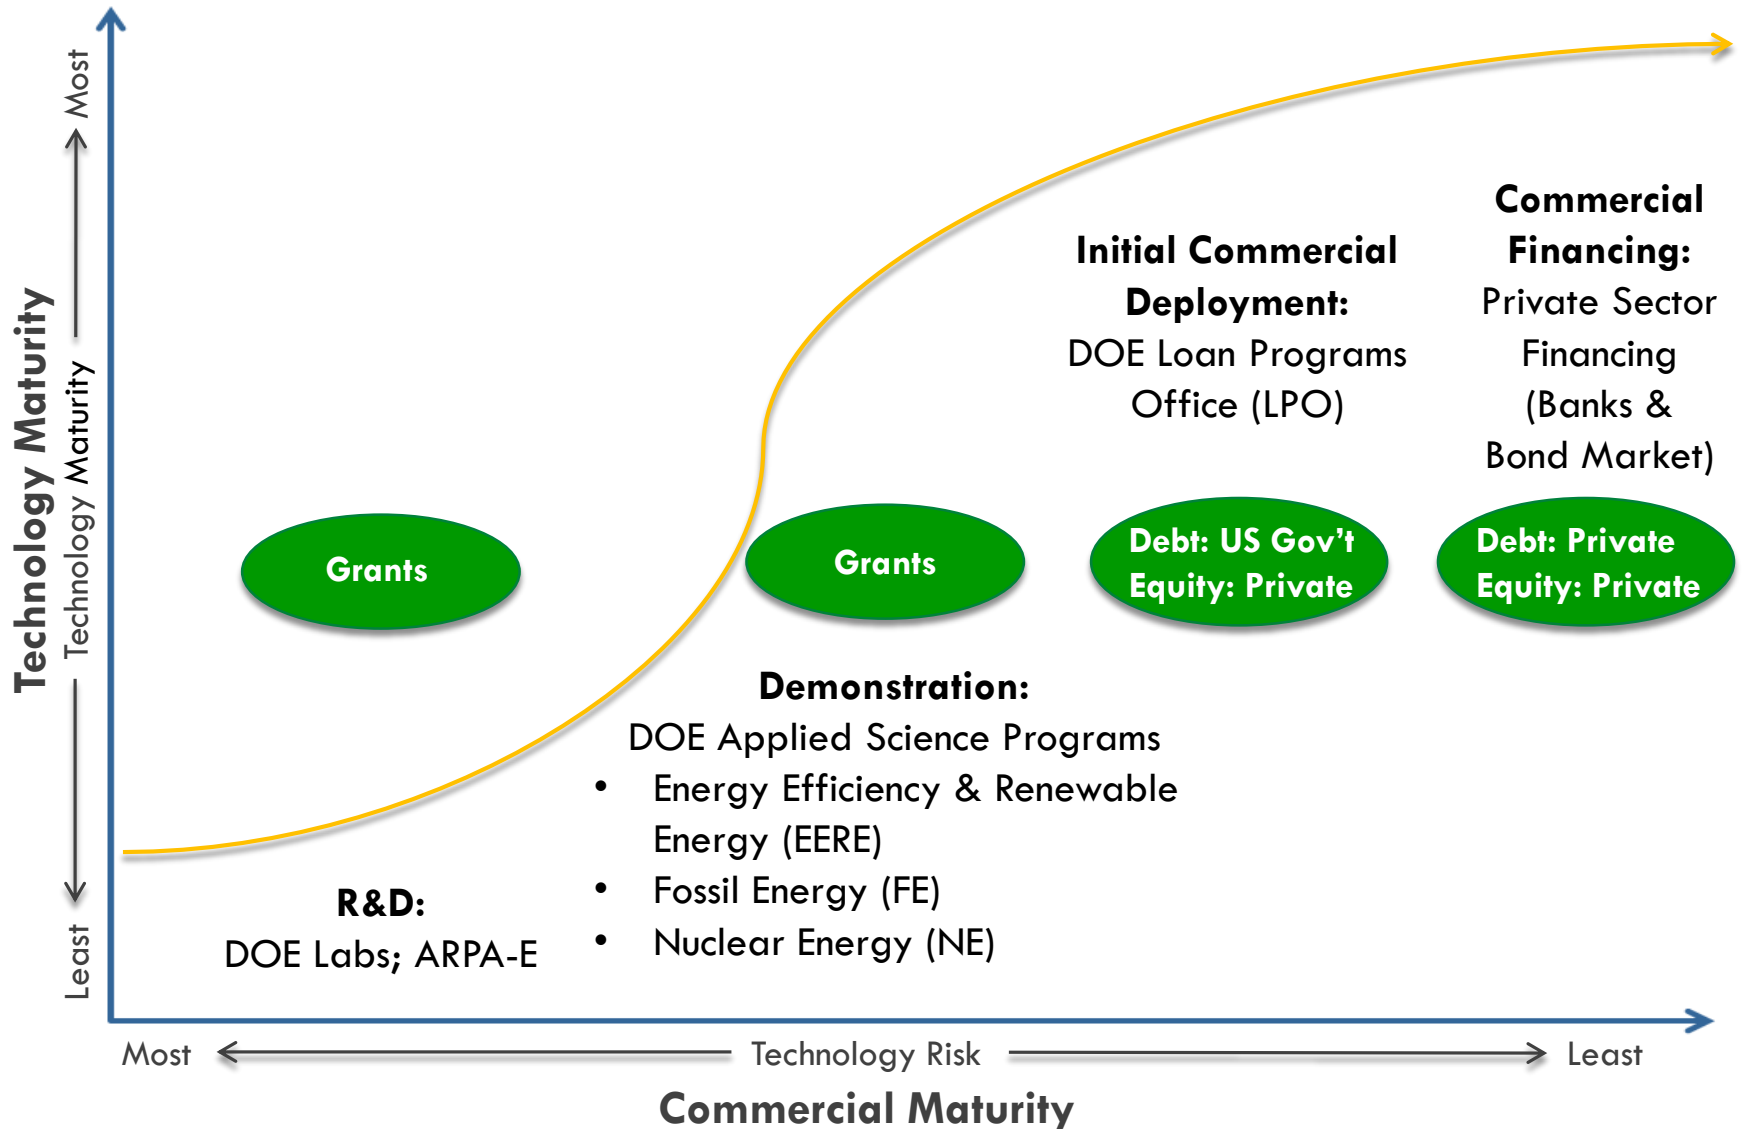 Most
Technology Maturity
Least
Technology Maturity
Commercial
Financing:
Private Sector
Financing
(Banks &
Bond Market)
Initial Commercial
Deployment:
DOE Loan Programs
Office (LPO)
Grants
Grants
Debt: US Gov’t
Equity: Private
Debt: Private
Equity: Private
Demonstration:
DOE Applied Science Programs
• Energy Efficiency & Renewable
Energy (EERE)
• Fossil Energy (FE)
• Nuclear Energy (NE)
R&D:
DOE Labs; ARPA-E
Most
Technology Risk
Least
Commercial Maturity